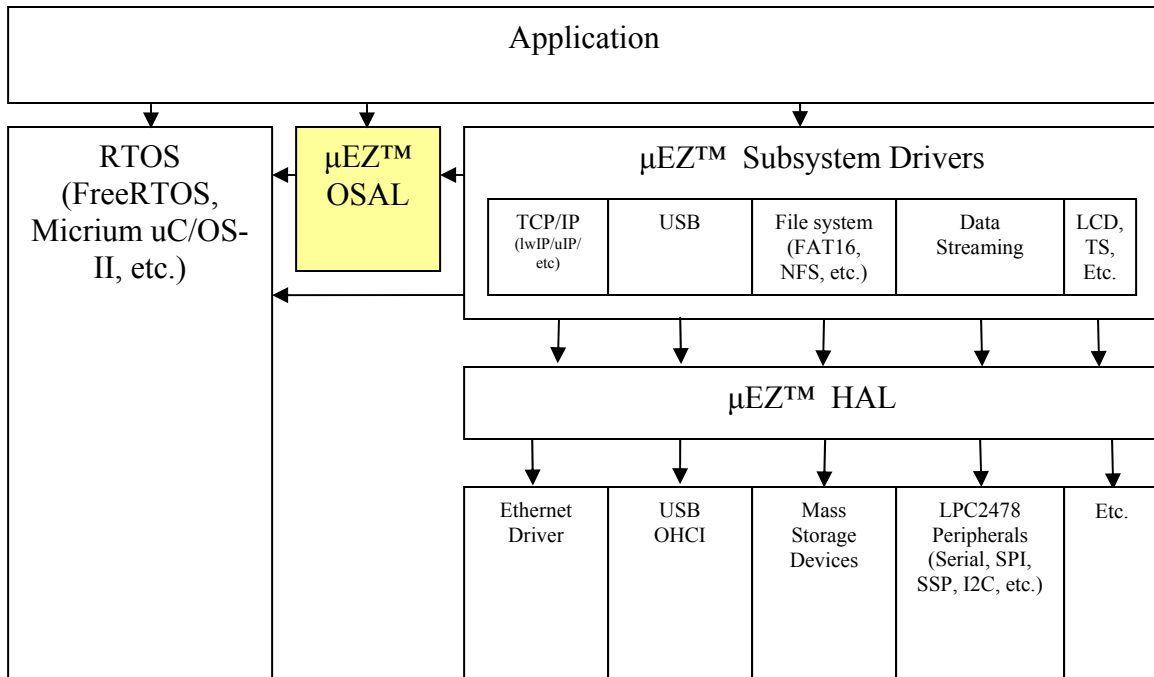 Application
RTOS
(FreeRTOS,
Micrium uC/OS-
II, etc.)
μEZ™
OSAL
μEZ™ Subsystem Drivers
TCP/IP
(lwIP/uIP/
etc)
USB
File system
(FAT16,
NFS, etc.)
Data
Streaming
LCD,
TS,
Etc.
μEZ™ HAL
Ethernet
Driver
USB
OHCI
Mass
Storage
Devices
LPC2478
Peripherals
(Serial, SPI,
SSP, I2C, etc.)
Etc.